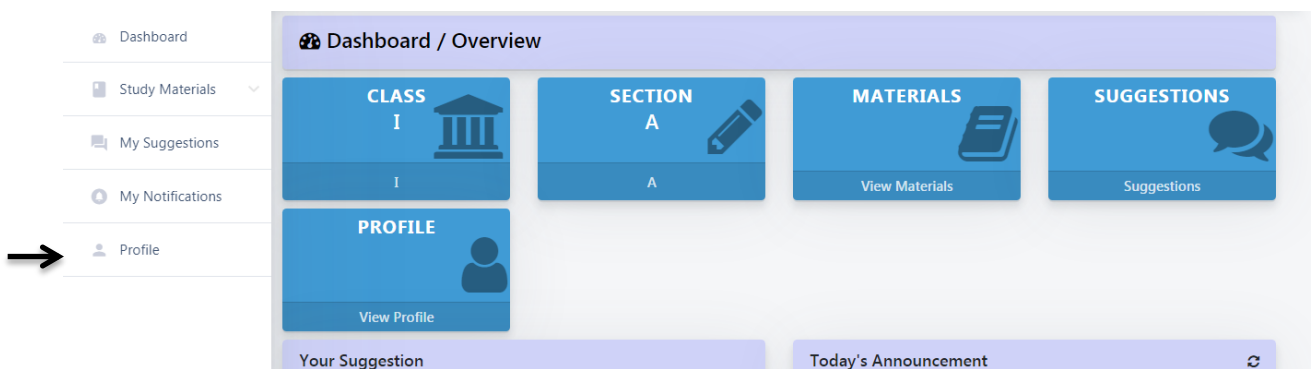 Dashboard
Study Materials
My Suggestions
My Notifications
Profile
Dashboard / Overview
CLASS
I
I
SECTION
A
A
MATERIALS
View Materials
SUGGESTIONS
Suggestions
PROFILE
View Profile
Your Suggestion
Today's Announcement